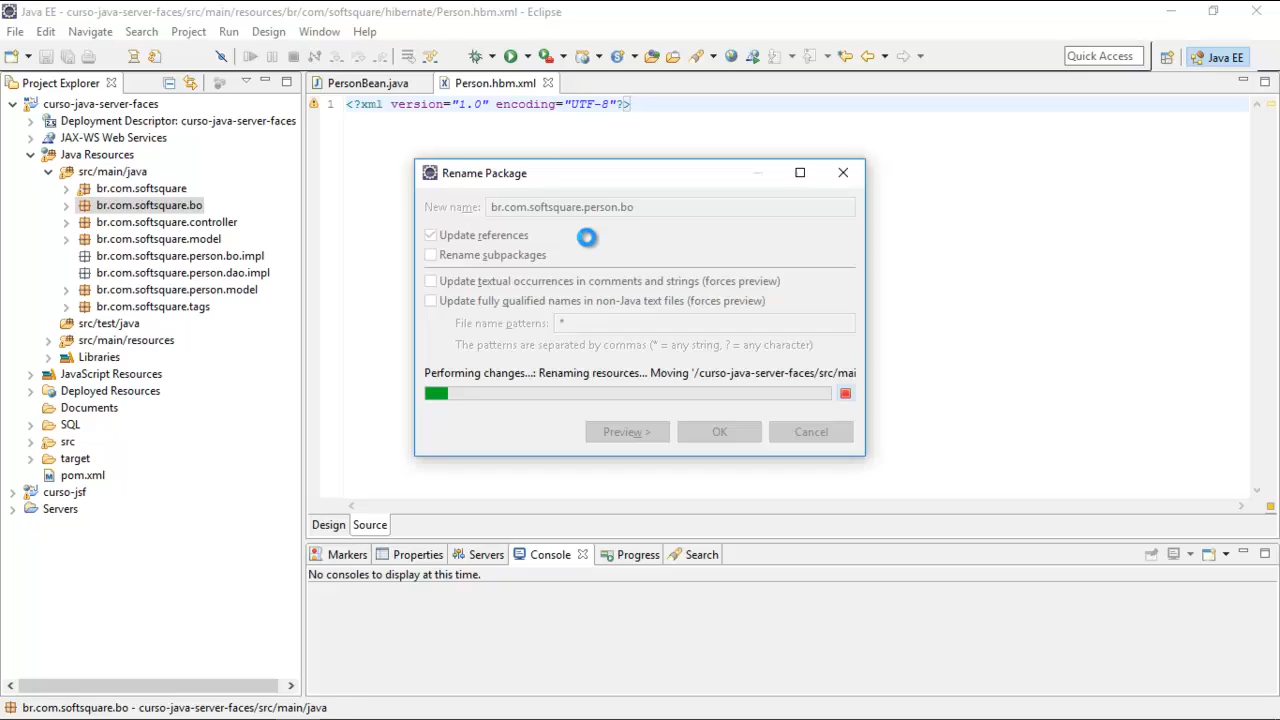 Java EE - curso-java-server-faces/src/main/resources/br/com/softsquare/hibernate/Person.hbm.xml - Eclipse
File Edit Navigate Search Project Run Design Window Help
Quick Access
Java EE
Project Explorer
PersonBean.java
Person.hbm.xml
curso-java-server-faces
1 <?xml version="1.0" encoding="UTF-8"?>
Deployment Descriptor: curso-java-server-faces
JAX-WS Web Services
Java Resources
src/main/java
br.com.softsquare
br.com.softsquare.bo
br.com.softsquare.controller
br.com.softsquare.model
br.com.softsquare.person.bo.impl
br.com.softsquare.person.dao.impl
br.com.softsquare.person.model
br.com.softsquare.tags
src/test/java
src/main/resources
Libraries
JavaScript Resources
Deployed Resources
Documents
SQL
src
target
pom.xml
curso-jsf
Servers
Rename Package
New name: br.com.softsquare.person.bo
Update references
Rename subpackages
Update textual occurrences in comments and strings (forces preview)
Update fully qualified names in non-Java text files (forces preview)
File name patterns: *
The patterns are separated by commas (* = any string, ? = any character)
Performing changes...: Renaming resources... Moving '/curso-java-server-faces/src/mai
Preview > OK Cancel
Design Source
Markers Properties Servers Console Progress Search
No consoles to display at this time.
br.com.softsquare.bo - curso-java-server-faces/src/main/java